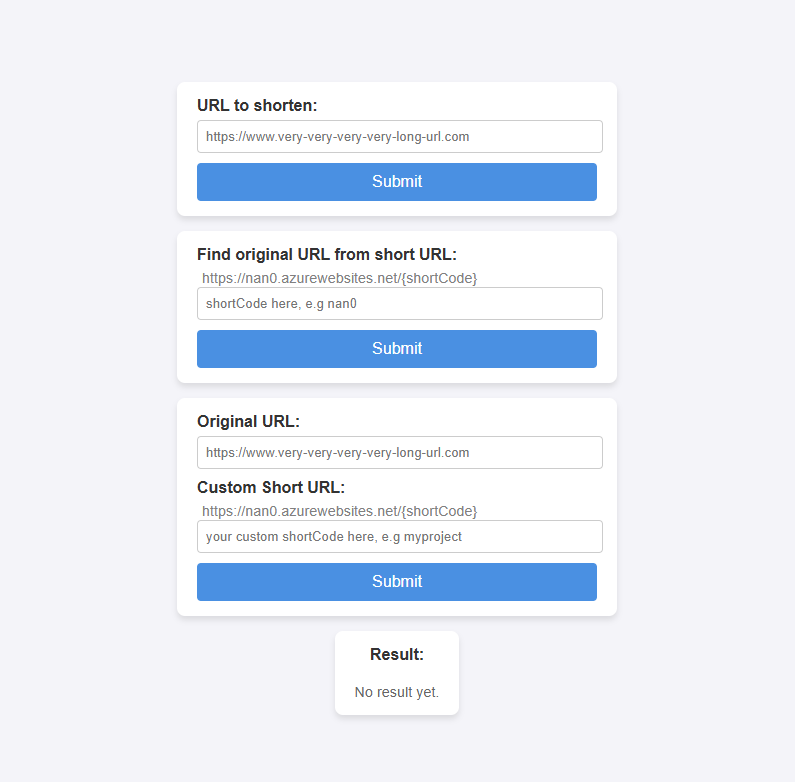 URL to shorten:
https://www.very-very-very-very-long-url.com
Submit
Find original URL from short URL:
https://nan0.azurewebsites.net/{shortCode}
shortCode here, e.g nan0
Submit
Original URL:
https://www.very-very-very-very-long-url.com
Custom Short URL:
https://nan0.azurewebsites.net/{shortCode}
your custom shortCode here, e.g myproject
Submit
Result:
No result yet.